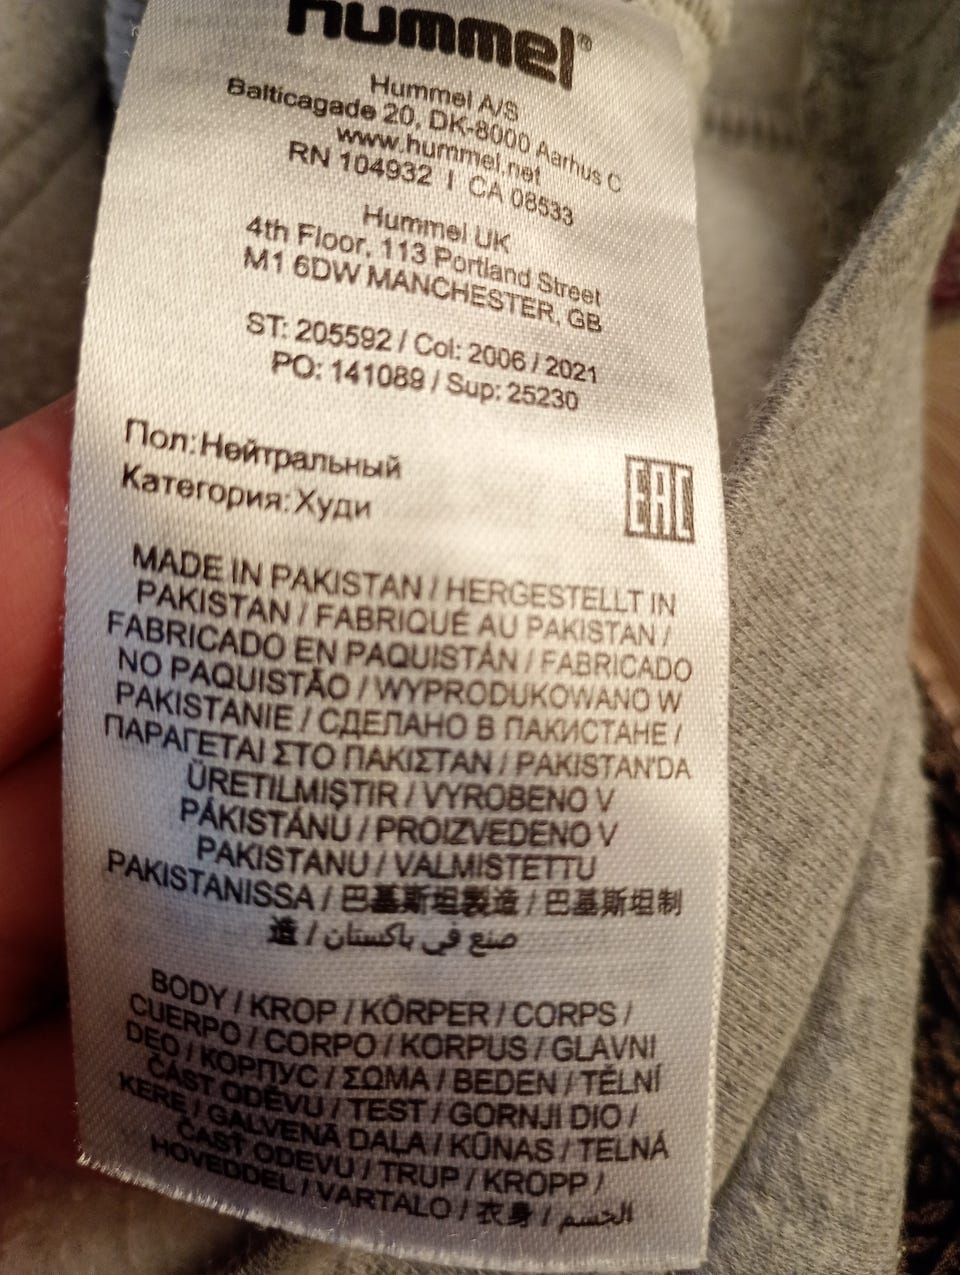 hummel®
Hummel A/S
Balticagade 20, DK-8000 Aarhus C
www.hummel.net
RN 104932 | CA 08533
Hummel UK
4th Floor, 113 Portland Street
M1 6DW MANCHESTER, GB
ST: 205592 / Col: 2006 / 2021
PO: 141089 / Sup: 25230
Пол: Нейтральный
Категория: Худи
EAC
MADE IN PAKISTAN / HERGESTELLT IN
PAKISTAN / FABRIQUÉ AU PAKISTAN /
FABRICADO EN PAQUISTÁN / FABRICADO
NO PAQUISTÃO / WYPRODUKOWANO W
PAKISTANIE / СДЕЛАНО В ПАКИСТАНЕ /
ΠΑΡΑΓΕΤΑΙ ΣΤΟ ΠΑΚΙΣΤΑΝ / PAKISTAN'DA
ÜRETILMIŞTIR / VYROBENO V
PÁKISTÁNU / PROIZVEDENO V
PAKISTANU / VALMISTETTU
PAKISTANISSA / 巴基斯坦製造 / 巴基斯坦制
造 / صنع في باكستان
BODY / KROP / KÖRPER / CORPS /
CUERPO / CORPO / KORPUS / GLAVNI
DEO / КОРПУС / ΣΩΜΑ / BEDEN / TĚLNÍ
ČÁST ODĚVU / TEST / GORNJI DIO /
KERE / GALVENĀ DAĻA / KŪNAS / TELNÁ
ČASŤ ODEVU / TRUP / KROPP /
HOVEDDEL / VARTALO / 衣身 / الجسم